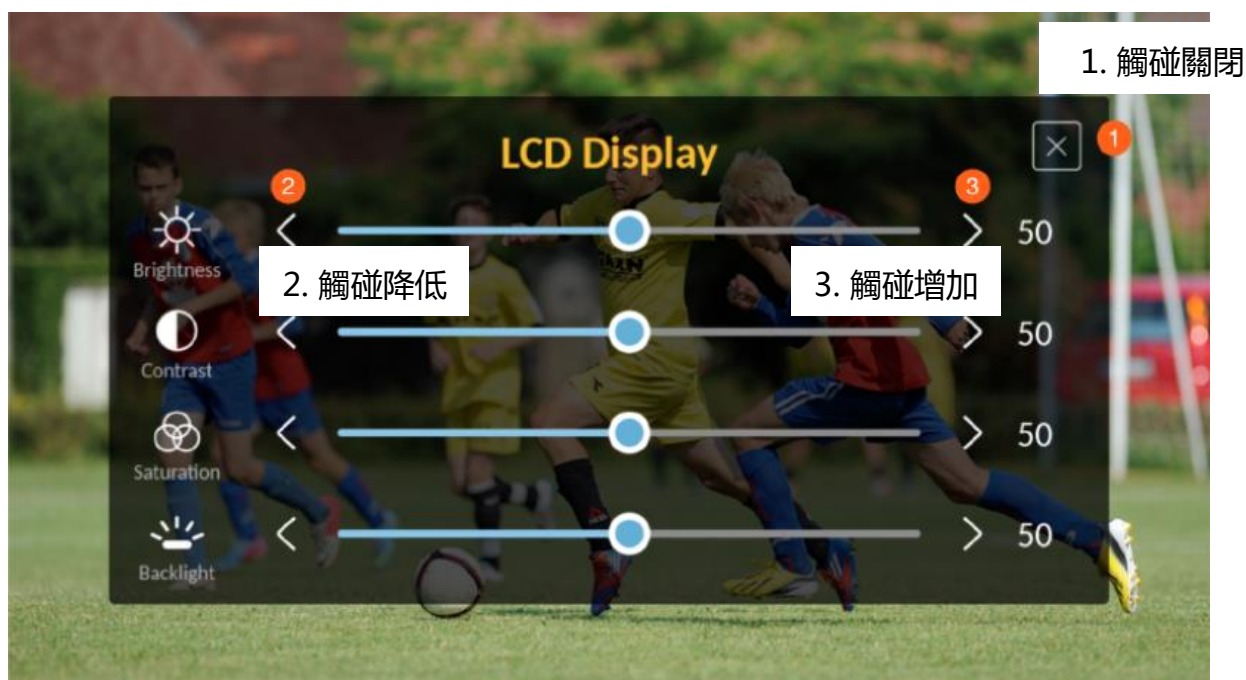 1. 觸碰關閉
LCD Display
1
2
3
50
Brightness
2. 觸碰降低
3. 觸碰增加
50
Contrast
50
Saturation
50
Backlight